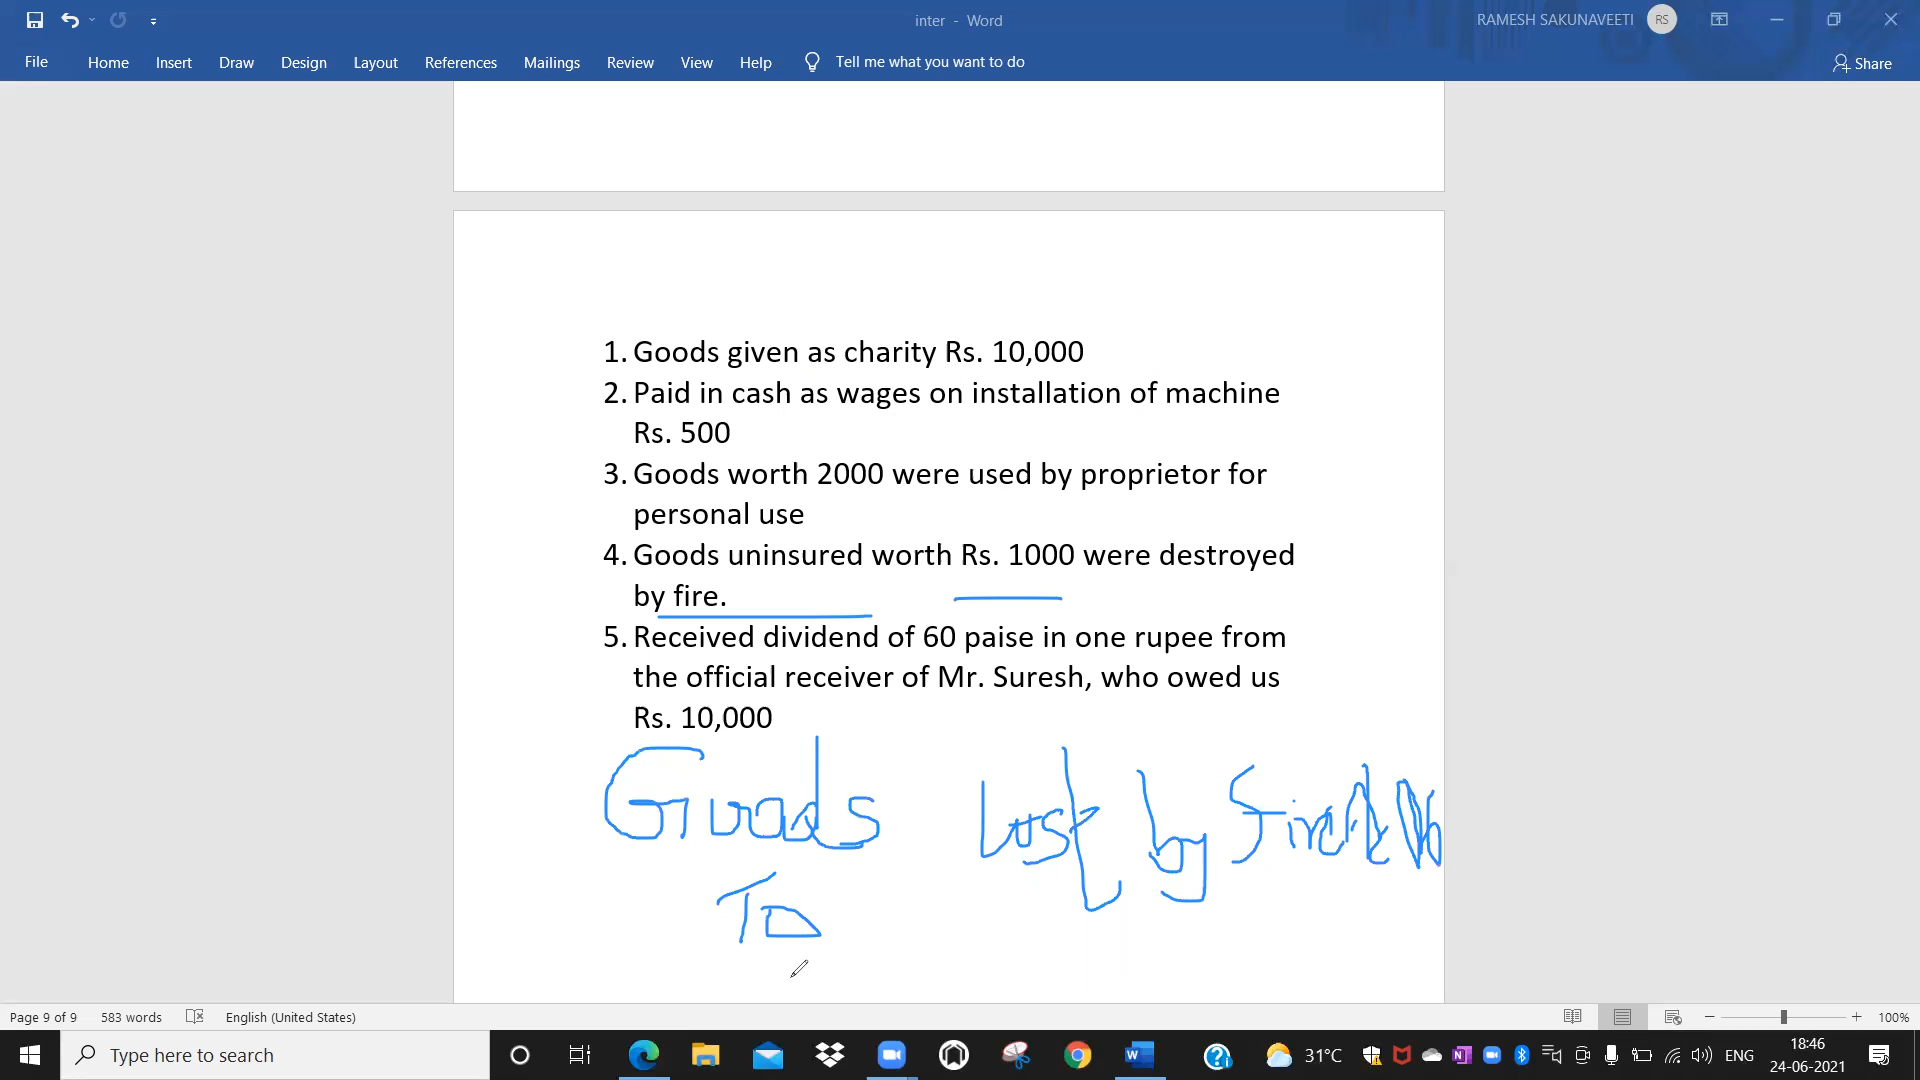 inter - Word
RAMESH SAKUNAVEETI RS
File Home Insert Draw Design Layout References Mailings Review View Help Tell me what you want to do Share
1. Goods given as charity Rs. 10,000
2. Paid in cash as wages on installation of machine
Rs. 500
3. Goods worth 2000 were used by proprietor for
personal use
4. Goods uninsured worth Rs. 1000 were destroyed
by fire.
5. Received dividend of 60 paise in one rupee from
the official receiver of Mr. Suresh, who owed us
Rs. 10,000
Goods Lost by fire
To
Page 9 of 9 583 words English (United States) 100%
Type here to search 31°C ENG 18:46
24-06-2021